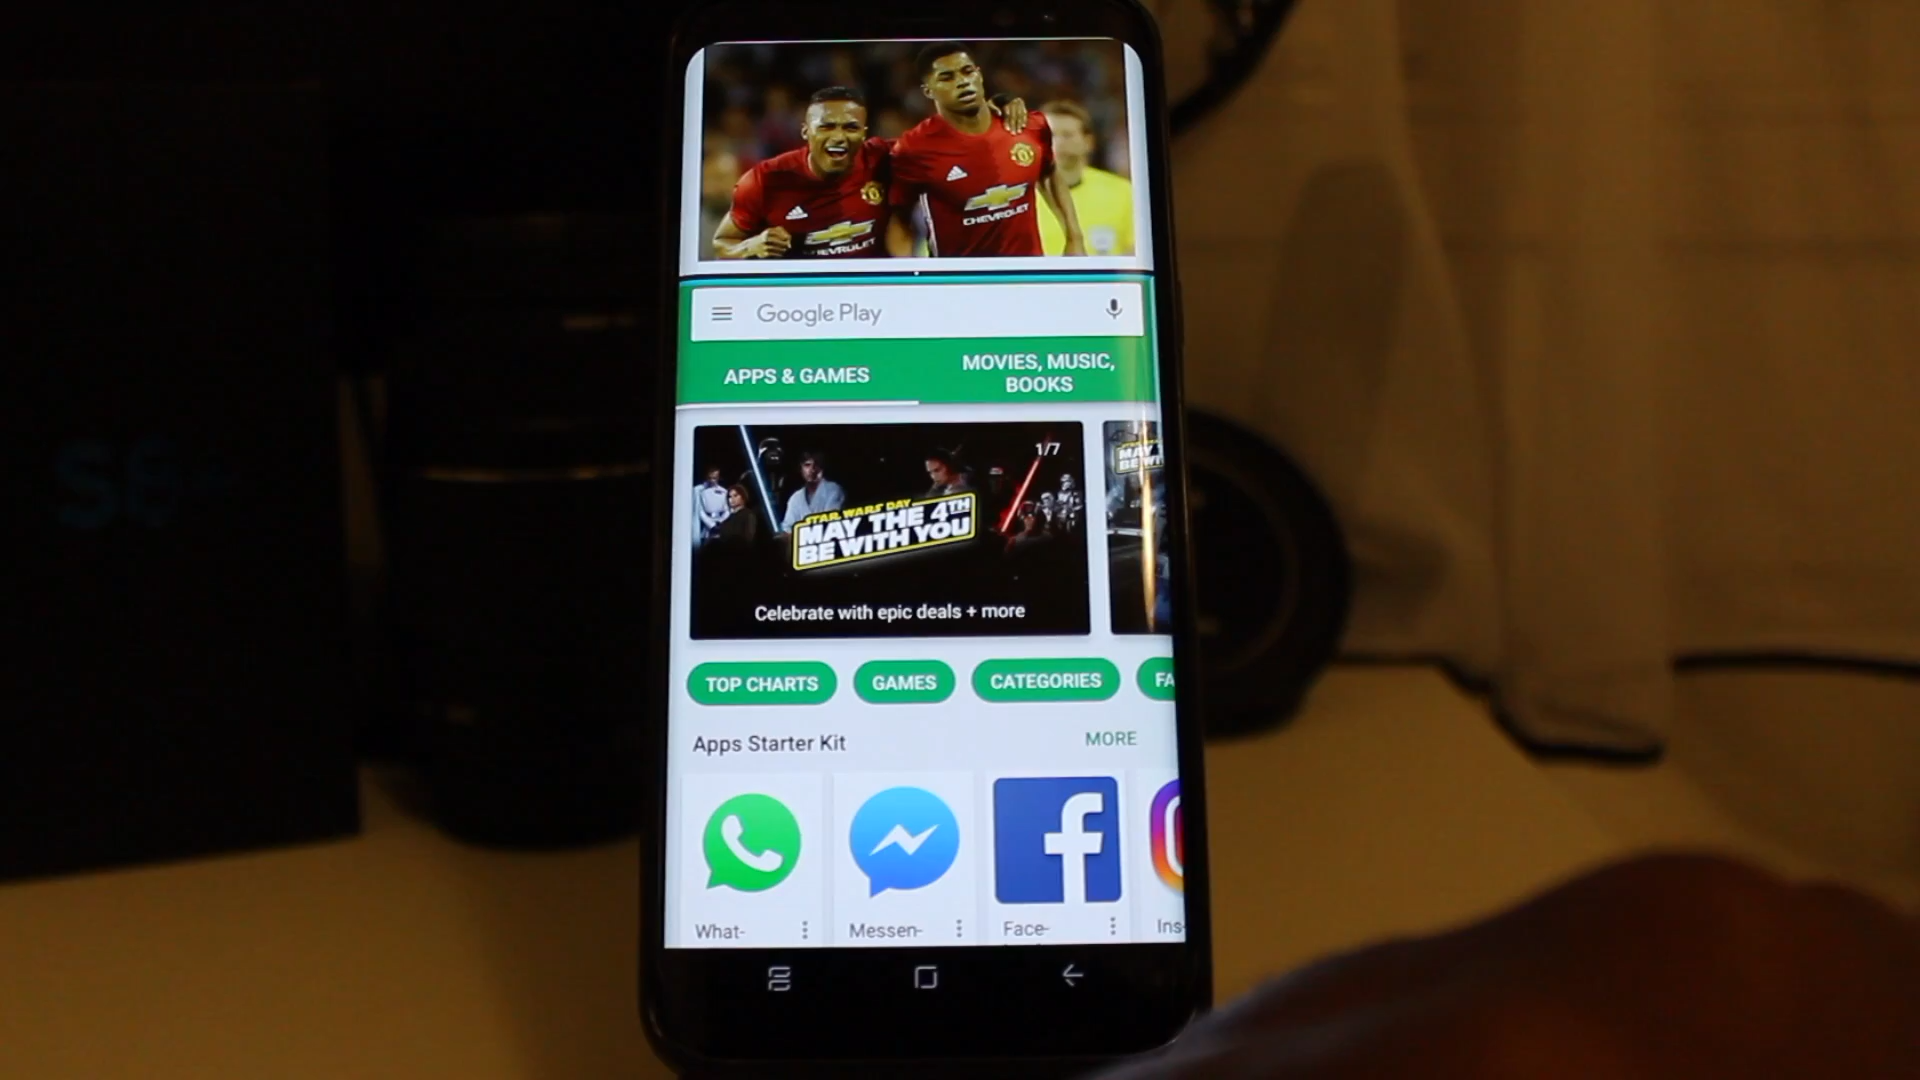 CHEVROLET
Google Play
APPS & GAMES
MOVIES, MUSIC,
BOOKS
1/7
STAR WARS DAY
MAY THE 4TH
BE WITH YOU
Celebrate with epic deals + more
TOP CHARTS
GAMES
CATEGORIES
FA
Apps Starter Kit
MORE
What-
Messen-
Face-
Ins-